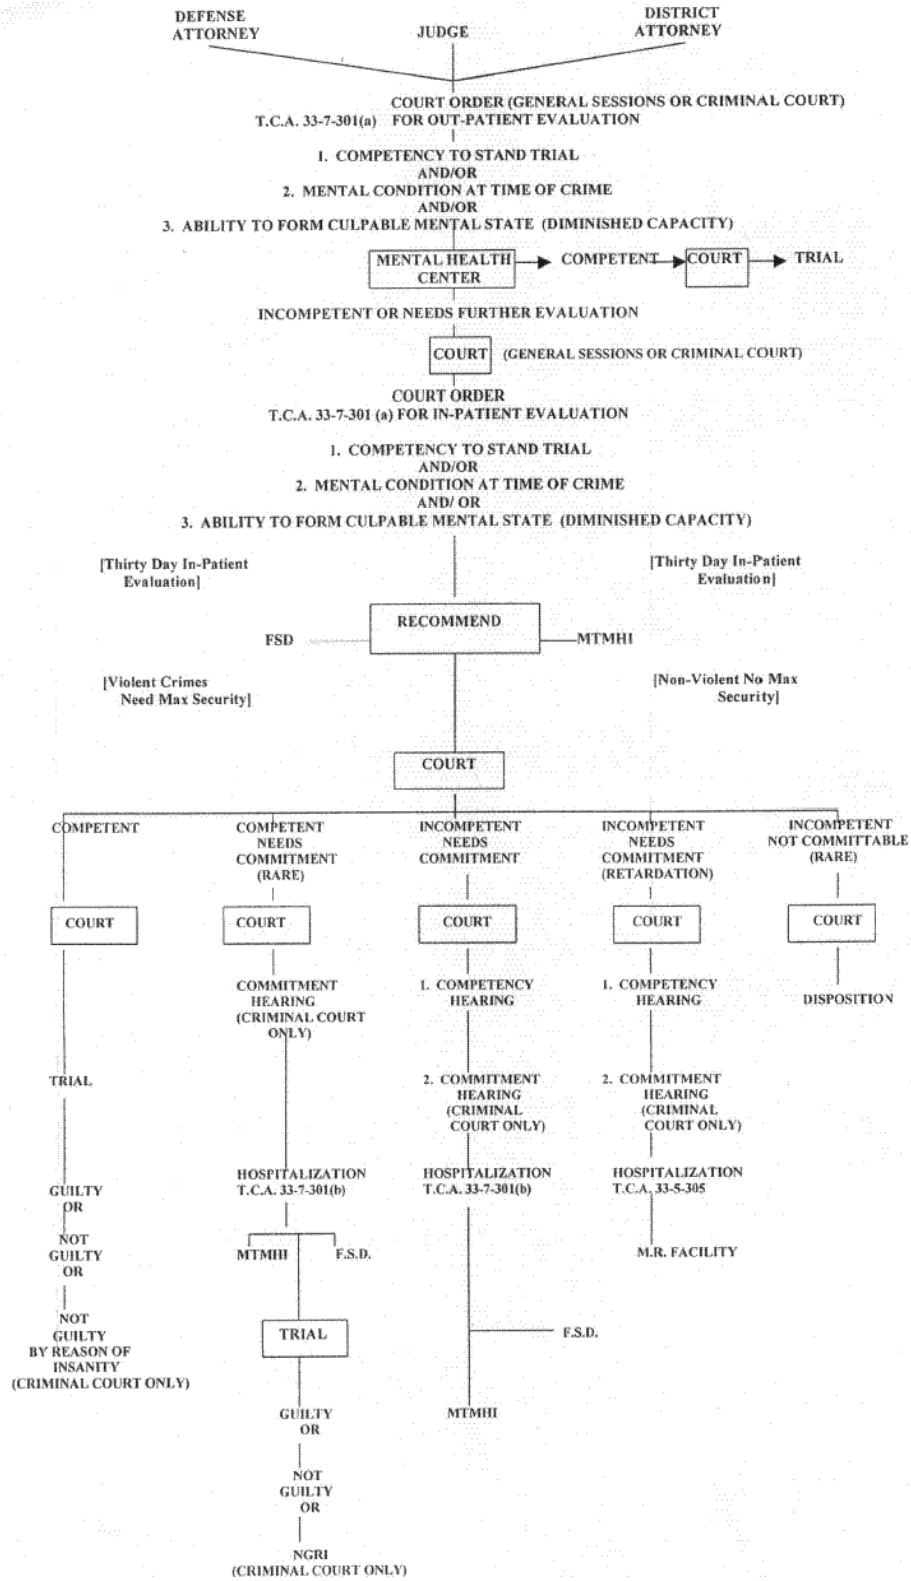 DEFENSE
ATTORNEY
JUDGE
DISTRICT
ATTORNEY
COURT ORDER (GENERAL SESSIONS OR CRIMINAL COURT)
T.C.A. 33-7-301(a) FOR OUT-PATIENT EVALUATION
1. COMPETENCY TO STAND TRIAL
AND/OR
2. MENTAL CONDITION AT TIME OF CRIME
AND/OR
3. ABILITY TO FORM CULPABLE MENTAL STATE (DIMINISHED CAPACITY)
MENTAL HEALTH
CENTER
COMPETENT
COURT
TRIAL
INCOMPETENT OR NEEDS FURTHER EVALUATION
COURT
(GENERAL SESSIONS OR CRIMINAL COURT)
COURT ORDER
T.C.A. 33-7-301 (a) FOR IN-PATIENT EVALUATION
1. COMPETENCY TO STAND TRIAL
AND/OR
2. MENTAL CONDITION AT TIME OF CRIME
AND/ OR
3. ABILITY TO FORM CULPABLE MENTAL STATE (DIMINISHED CAPACITY)
[Thirty Day In-Patient
Evaluation]
[Thirty Day In-Patient
Evaluation]
RECOMMEND
FSD
MTMHI
[Violent Crimes
Need Max Security]
[Non-Violent No Max
Security]
COURT
COMPETENT
COURT
TRIAL
GUILTY
OR
NOT
GUILTY
OR
NOT
GUILTY
BY REASON OF
INSANITY
(CRIMINAL COURT ONLY)
COMPETENT
NEEDS
COMMITMENT
(RARE)
COURT
COMMITMENT
HEARING
(CRIMINAL COURT
ONLY)
HOSPITALIZATION
T.C.A. 33-7-301(b)
MTMHI
F.S.D.
TRIAL
GUILTY
OR
NOT
GUILTY
OR
NGRI
(CRIMINAL COURT ONLY)
INCOMPETENT
NEEDS
COMMITMENT
COURT
1. COMPETENCY
HEARING
2. COMMITMENT
HEARING
(CRIMINAL
COURT ONLY)
HOSPITALIZATION
T.C.A. 33-7-301(b)
F.S.D.
MTMHI
INCOMPETENT
NEEDS
COMMITMENT
(RETARDATION)
COURT
1. COMPETENCY
HEARING
2. COMMITMENT
HEARING
(CRIMINAL
COURT ONLY)
HOSPITALIZATION
T.C.A. 33-5-305
M.R. FACILITY
INCOMPETENT
NOT COMMITTABLE
(RARE)
COURT
DISPOSITION